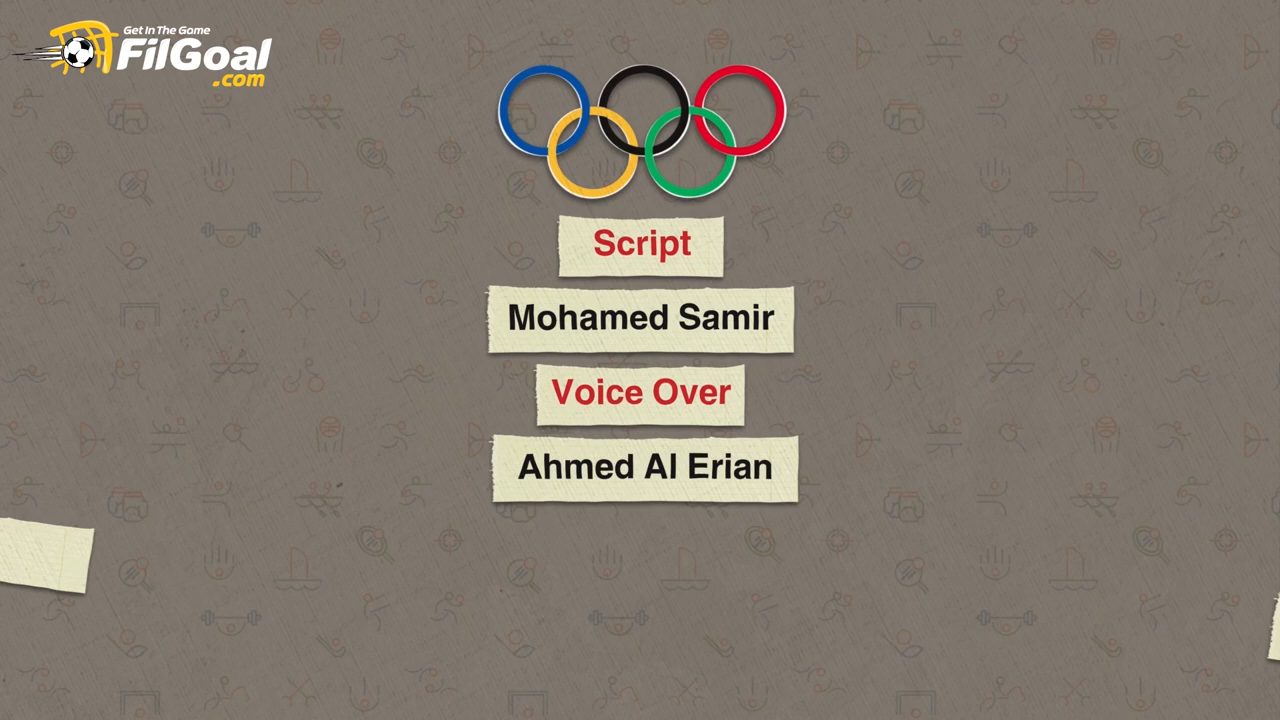 Get In The Game
FilGoal
.com
Script
Mohamed Samir
Voice Over
Ahmed Al Erian